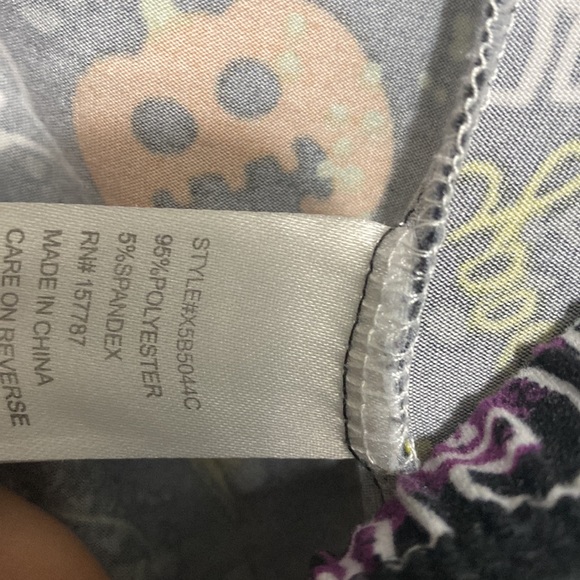 STYLE#X5B5044C
95%POLYESTER
5%SPANDEX
RN# 157787
MADE IN CHINA
CARE ON REVERSE